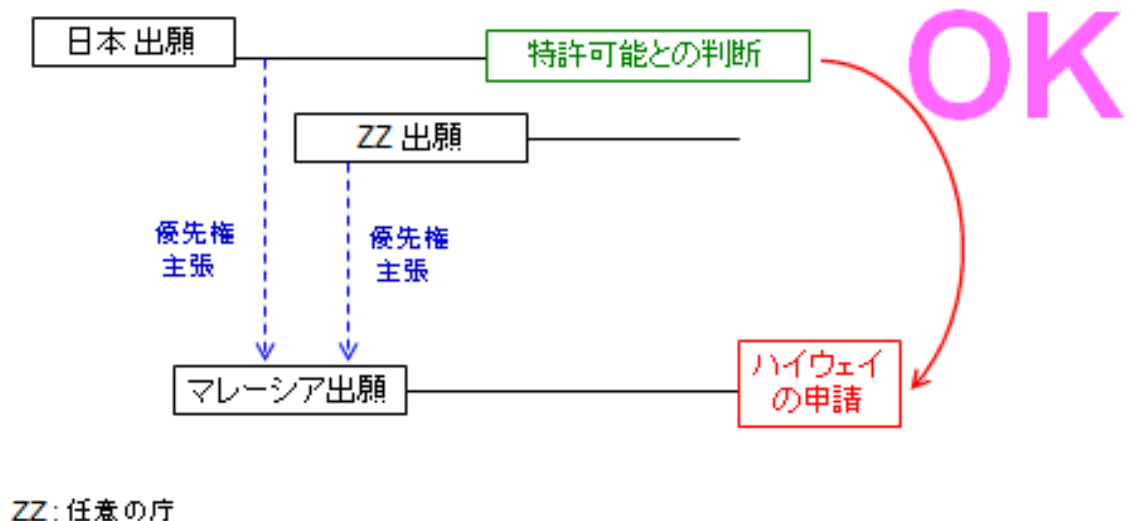 日本出願
特許可能との判断
OK
ZZ 出願
優先権
主張
優先権
主張
マレーシア出願
ハイウェイ
の申請
ZZ:任意の庁